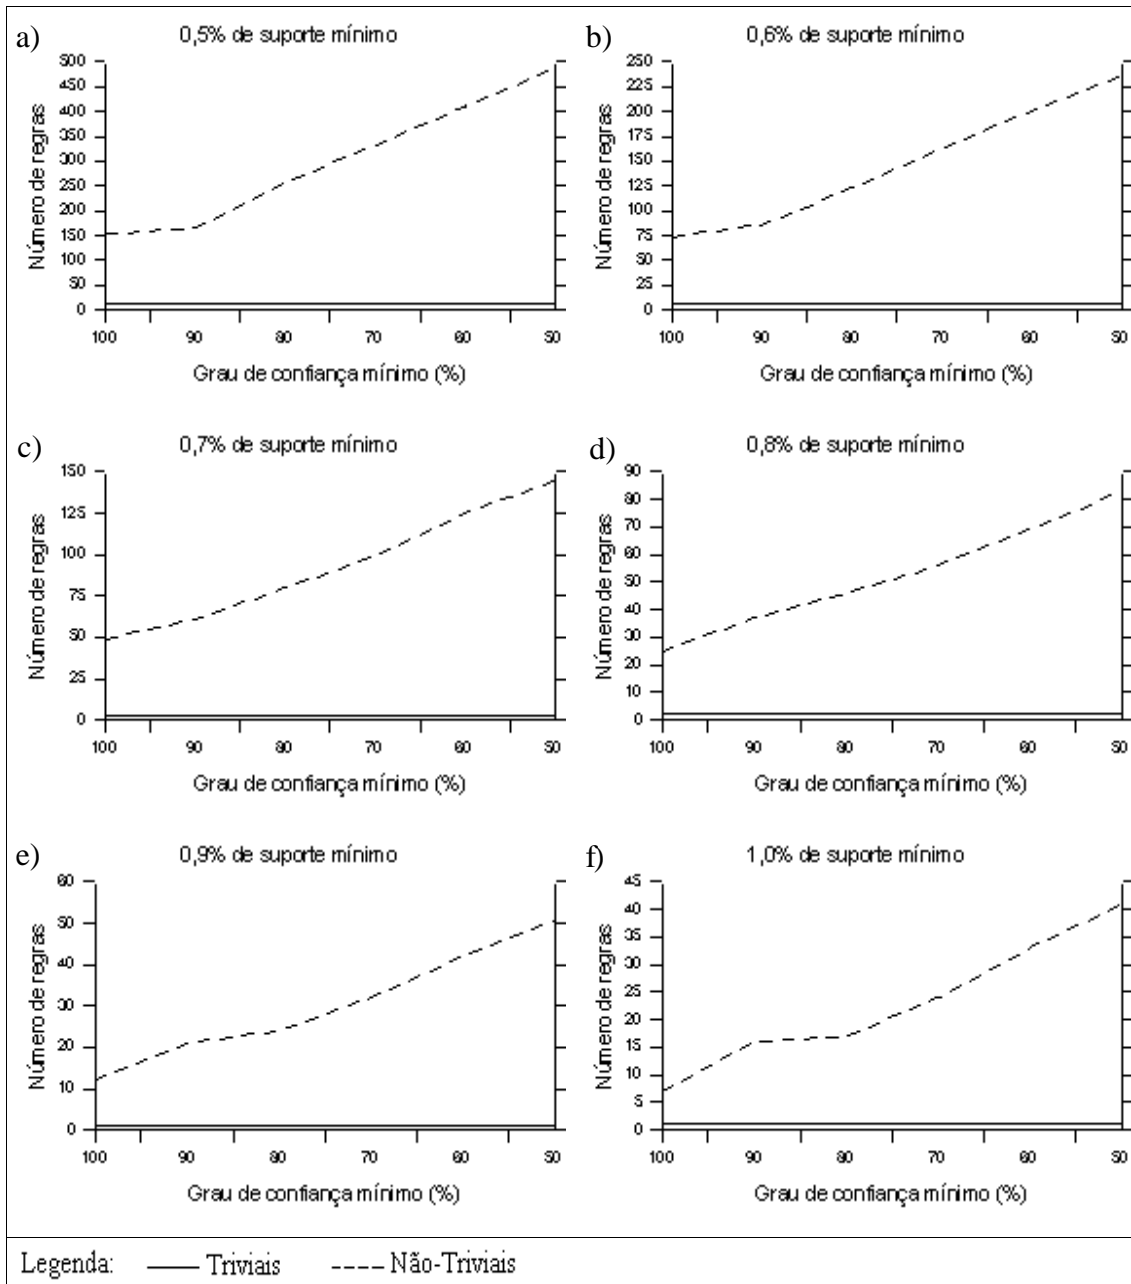 a) 0,5% de suporte mínimo
Número de regras
500
450
400
350
300
250
200
150
100
50
0
100 90 80 70 60 50
Grau de confiança mínimo (%)
b) 0,6% de suporte mínimo
Número de regras
250
225
200
175
150
125
100
75
50
25
0
100 90 80 70 60 50
Grau de confiança mínimo (%)
c) 0,7% de suporte mínimo
Número de regras
150
125
100
75
50
25
0
100 90 80 70 60 50
Grau de confiança mínimo (%)
d) 0,8% de suporte mínimo
Número de regras
90
80
70
60
50
40
30
20
10
0
100 90 80 70 60 50
Grau de confiança mínimo (%)
e) 0,9% de suporte mínimo
Número de regras
60
50
40
30
20
10
0
100 90 80 70 60 50
Grau de confiança mínimo (%)
f) 1,0% de suporte mínimo
Número de regras
45
40
35
30
25
20
15
10
5
0
100 90 80 70 60 50
Grau de confiança mínimo (%)
Legenda: Triviais Não-Triviais